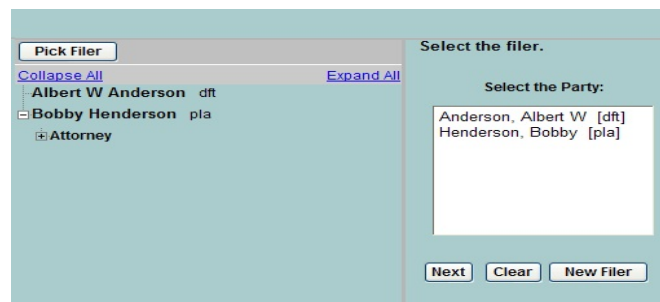 Pick Filer
Collapse All Expand All
Albert W Anderson dft
Bobby Henderson pla
Attorney
Select the filer.
Select the Party:
Anderson, Albert W [dft]
Henderson, Bobby [pla]
Next Clear New Filer